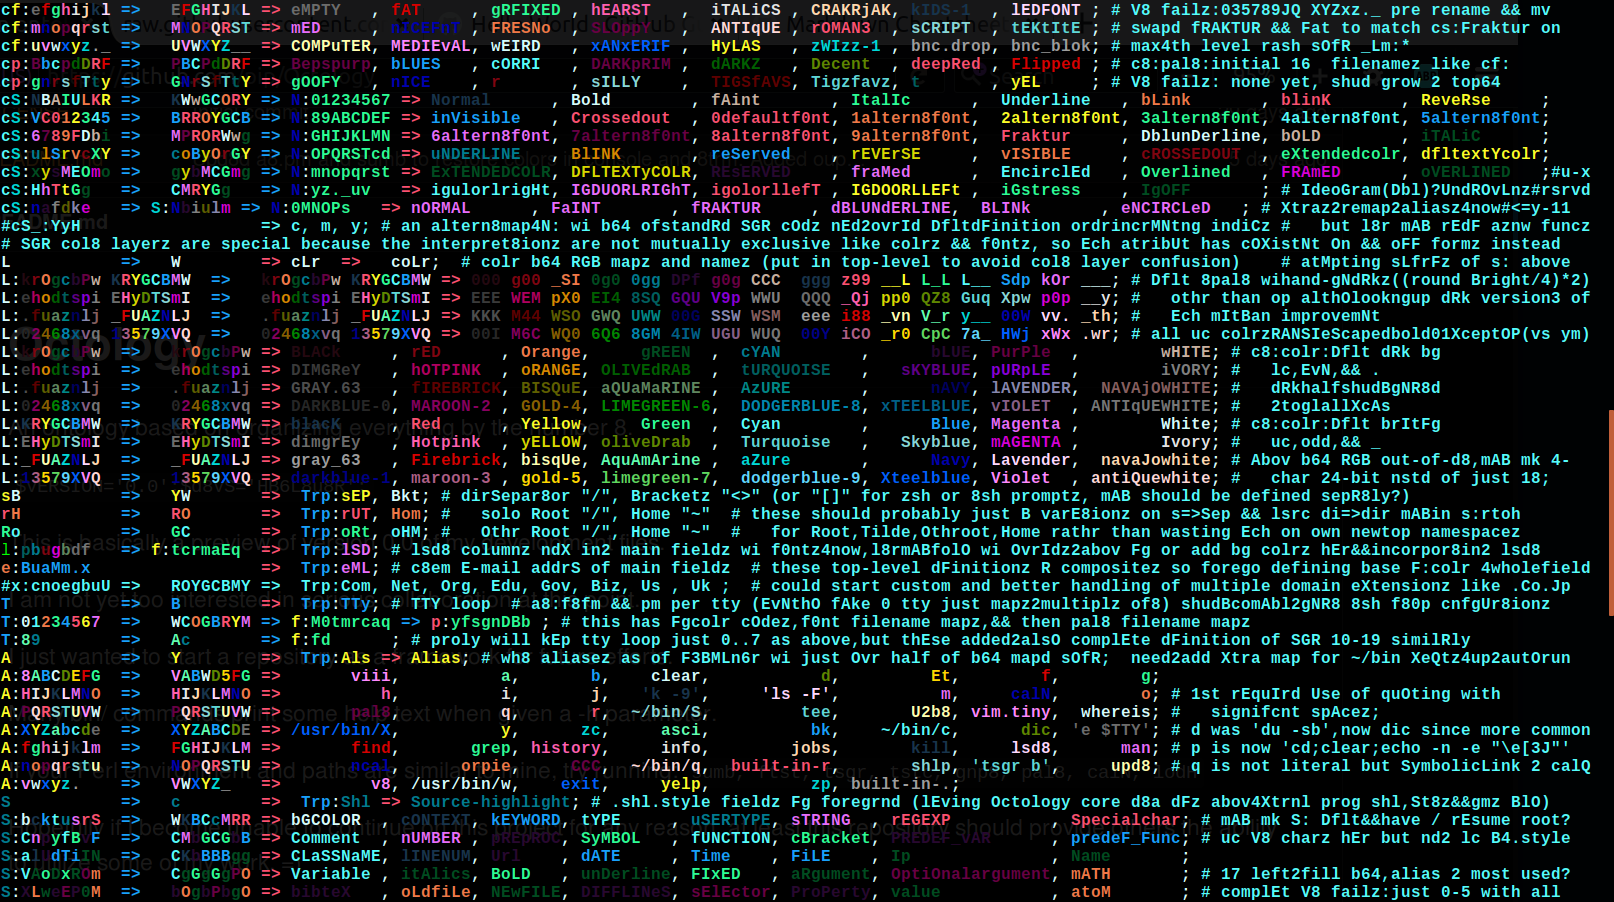 cf:efghijkl => EFGHIJKL => eMPTY , fAT , gRFIXED , hEARST , iTALiCS , CRAKRjAK, kIDS-1 , lEDFONT ; # V8 failz:035789JQ XYZxz._ pre rename && mv
cf:mnopqrst => MNOPQRST => mED , nICEFnT , FRESNo , SLOppY , ANTIqUE , rOMAN3 , sCRIPT , tEKtItE ; # swapd fRAKTUR && Fat to match cs:Fraktur on
cf:uvwxyz._ => UVWXYZ__ => COMPuTER, MEDIEvAL, wEIRD , xANxERIF , HyLAS , zWIzz-1 , bnc.drop, bnc_blok; # max4th level rash sOfR _Lm:*
cp:BbcpdDRF => PBCPdDRF => Bepspurp, bLUES , cORRI , DARKpRIM , dARKZ , Decent , deepRed , Flipped ; # c8:pal8:initial 16 filenamez like cf:
cp:gnrsfTty => GNrSfTtY => gOOFY , nICE , r , sILLY , TIGSfAVS, Tigzfavz, t , yEL ; # V8 failz: none yet, shud grow 2 top64
cS:NBAIULKR => KWwGCORY => N:01234567 => Normal , Bold , fAint , ItalIc , Underline , bLink , blinK , ReveRse ;
cS:VC012345 => BRROYGCB => N:89ABCDEF => inVisible , Crossedout , 0defaultf0nt, 1altern8f0nt, 2altern8f0nt, 3altern8f0nt, 4altern8f0nt, 5altern8f0nt;
cS:6789FDbi => MPRORWwg => N:GHIJKLMN => 6altern8f0nt, 7altern8f0nt, 8altern8f0nt, 9altern8f0nt, Fraktur , DblunDerline, bOLD , iTALiC ;
cS:ulSrvcXY => coByOrGY => N:OPQRSTcd => uNDERLINE , BlINK , reServed , rEVErSE , vISIBLE , cROSSEDOUT , eXtendedcolr, dfltextYcolr;
cS:xysMEOmo => gybMCGmg => N:mnopqrst => ExTENDEDCOLR, DFLTEXTyCOLR, REsERVED , fraMed , EncirclEd , Overlined , FRAmED , oVERLINED ;#u-x
cS:HhTtGg => CMRYGg => N:yz._uv => igulorlrigHt, IGDUORLRIGhT, igolorllefT , IGDOORLLEFt , iGstress , IgOFF ; # IdeoGram(Dbl)?UndROvLnz#rsrvd
cS:nafdke => S:Nbiulm => N:0MNOPs => nORMAL , FaINT , fRAKTUR , dBLUNDERLINE, BLINk , eNCIRCLeD ; # Xtraz2remap2aliasz4now#<=y-11
#cS_:YyH => c, m, y; # an altern8map4N: wi b64 ofstandRd SGR cOdz nEd2ovrId DfltdFinition ordrincrMNtng indiCz # but l8r mAB rEdF aznw funcz
# SGR col8 layerz are special because the interpret8ionz are not mutually exclusive like colrz && f0ntz, so Ech atribUt has cOXistNt On && oFF formz instead
L => W => cLr => coLr; # colr b64 RGB mapz and namez (put in top-level to avoid col8 layer confusion) # atMpting sLfrFz of s: above
L:krOgcbPw KRYGCBMW => krOgcbPw KRYGCBMW => 000 g00 _SI 0g0 0gg DPf g0g CCC ggg z99 __L L_L L__ Sdp kOr ___; # Dflt 8pal8 wihand-gNdRkz((round Bright/4)*2)
L:ehodtspi EHyDTSmI => ehodtspi EHyDTSmI => EEE WEM pX0 EI4 8SQ GQU V9p WWU QQQ _Qj pp0 QZ8 Guq Xpw p0p __y; # othr than op althOlookngup dRk version3 of
L:.fuaznlj _FUAZNLJ => .fuaznlj _FUAZNLJ => KKK M44 WSO GWQ UWW 006 SSW WSM eee i88 _vn V_r y__ 00W vv. _th; # Ech mItBan improvemNt
L:02468xvq 13579XVQ => 02468xvq 13579XVQ => 00I M6C WQ0 6Q6 8GM 4IW UGU WUQ 00Y iCO _r0 CpC 7a_ HWj xWx .wr; # all uc colrzRANSIeScapedbold01XceptOP(vs ym)
L:krOgcPw => krOgcbPw => BLACk , rED , Orange, gREEN , cYAN , bLUE, PurPle , wHITE; # c8:colr:Dflt dRk bg
L:ehodtspi => ehodtspi => DIMGReY , hOTPINK , oRANGE, OLIVEdRAB , tURQUOISE , sKYBLUE, pURpLE , iVORY; # lc,EvN,&& .
L:.fuaznlj => .fuaznlj => GRAY.63 , fIREBRICK, BISQue, aQUaMaRINE , AzURE , nAVY, lAVENDER, NAVAjOWHITE; # dRkhalfshudBgNR8d
L:02468xvq => 02468xvq => DARKBLUE-0, MAROON-2 , GOLD-4, LIMEGREEN-6, DODGERBLUE-8, xTEELBLUE, vIOLET , ANTIqUEWHITE; # 2toglallXcAs
L:KRYGCBMW => KRYGCBMW => blacK , Red , Yellow, Green , Cyan , Blue, Magenta , White; # c8:colr:Dflt brItFg
L:EHyDTSmI => EHyDTSmI => dimgrEy , Hotpink , yELLOW, oliveDrab , Turquoise , Skyblue, mAGENTA , Ivory; # uc,odd,&& _
L:_FUAZNLJ => _FUAZNLJ => gray_63 , Firebrick, bisqUe, AquAmArine , aZure , Navy, Lavender, navaJowhite; # Abov b64 RGB out-of-d8,mAB mk 4-
L:13579XVQ => 13579XVQ => darkblue-1, maroon-3 , gold-5, limegreen-7, dodgerblue-9, Xteelblue, Violet , antiQuewhite; # char 24-bit nstd of just 18;
sB => YW => Trp:sEP, Bkt; # dirSepar8or "/", Bracketz "<>" (or "[]" for zsh or 8sh promptz, mAB should be defined sepR8ly?)
rH => RO => Trp:rUT, Hom; # solo Root "/", Home "~" # these should probably just B varE8ionz on s=>Sep && lsrc di=>dir mABin s:rtoh
Ro => GC => Trp:oRt, oHM; # Othr Root "/", Home "~" # for Root,Tilde,Othroot,Home rathr than wasting Ech on own newtop namespacez
l:pbugbdf => f:tcrmaEq => Trp:lSD; # lsd8 columnz ndX in2 main fieldz wi f0ntz4now,l8rmABfolO wi OvrIdz2abov Fg or add bg colrz hEr&&incorpor8in2 lsd8
e:BuaMm.x => Trp:eML; # c8em E-mail addrS of main fieldz # these top-level dFinitionz R compositez so forego defining base F:colr 4wholefield
#x:cnoegbuU => ROYGCBMY => Trp:Com, Net, Org, Edu, Gov, Biz, Us , Uk ; # could start custom and better handling of multiple domain eXtensionz like .Co.Jp
T => B => Trp:TTy; # TTY loop # a8:f8fm && pm per tty (EvNthO fAke 0 tty just mapz2multiplz of8) shudBcomAbl2gNR8 8sh f80p cnfgUr8ionz
T:01234567 => WCOGBRYM => f:M0tmrcaq => p:yfsgnDBb ; # this has Fgcolr cOdez,f0nt filename mapz,&& then pal8 filename mapz
T:89 => Ac => f:fd ; # proly will kEp tty loop just 0..7 as above,but thEse added2alsO complEte dFinition of SGR 10-19 similRly
A => Y => Trp:Als => Alias; # wh8 aliasez as of F3BMLn6r wi just Ovr half of b64 mapd sOfR; need2add Xtra map for ~/bin XeQtz4up2autOrun
A:8ABCDEFG => VABWD5FG => viii, a, b, clear, d, Et, f, g;
A:HIJKLMNO => HIJKLMNO => h, i, j, 'k -9', 'ls -F', m, calN, o; # 1st rEquIrd Use of quOting with
A:PQRSTUVW => PQRSTUVW => pal8, q, r, ~/bin/S, tee, U2b8, vim.tiny, whereis; # signifcnt spAcez;
A:XYZabcde => XYZABCDE => /usr/bin/X, y, zc, asci, bk, ~/bin/c, dic, 'e $TTY'; # d was 'du -sb',now dic since more common
A:fghijklm => FGHIJKLM => find, grep, history, info, jobs, kill, lsd8, man; # p is now 'cd;clear;echo -n -e "\e[3J"'
A:nopqrstu => NOPQRSTU => ncal, orpie, CCC, ~/bin/q, built-in-r, shlp, 'tsgr b', upd8; # q is not literal but SymbolicLink 2 calQ
A:vwxyz. => VWXYZ_ => v8, /usr/bin/w, exit, yelp, zp, built-in-.;
S => c => Trp:Shl => Source-highlight; # .shl.style fieldz Fg foregrnd (lEving Octology core d8a dFz abov4Xtrnl prog shl,St8z&&gmz BlO)
S:bcktusrS => WKBCcMRR => bGCOLOR , cONTEXT, kEYWORD, tYPE , uSERTYPE, sTRING , rEGEXP , Specialchar; # mAB mk S: Dflt&&have / rEsume root?
S:CnpyfBVF => CM GCG B => Comment , nUMBER , pREPROC, SyMBOL , fUNCTION, cBracket, PREDEF_VAR , predeF_Func; # uc V8 charz hEr but nd2 lc B4.style
S:alUdTiIN => CKbBBBgg => CLaSSNaME, lINENUM, Url , dATE , Time , FiLE , Ip , Name ;
S:VAoDxROm => CgGgGgPO => Variable , itAlics, BoLD , unDerline, FIxED , aRgument, OptiOnalargument, mATH ; # 17 left2fill b64,alias 2 most used?
S:XLweEP0M => bOgbPbgO => bibteX , oLdfile, NEwFILE, DIFFLINeS, sElEctor, ProPerty, value , atoM ; # complEt V8 failz:just 0-5 with all